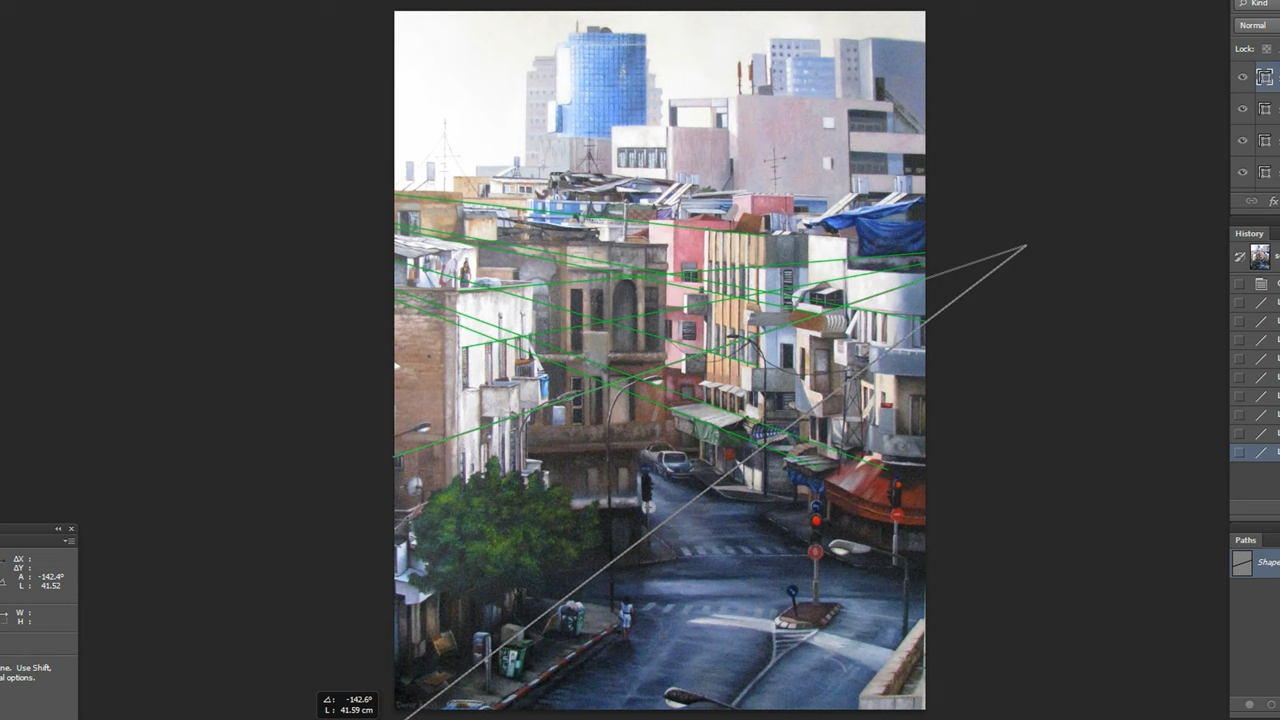 Kind
Normal
Lock:
fx
History
Paths
Shape
ΔX :
ΔY :
A : -142.4°
L : 41.52
W :
H :
ne. Use Shift,
al options.
-142.6°
L : 41.59 cm